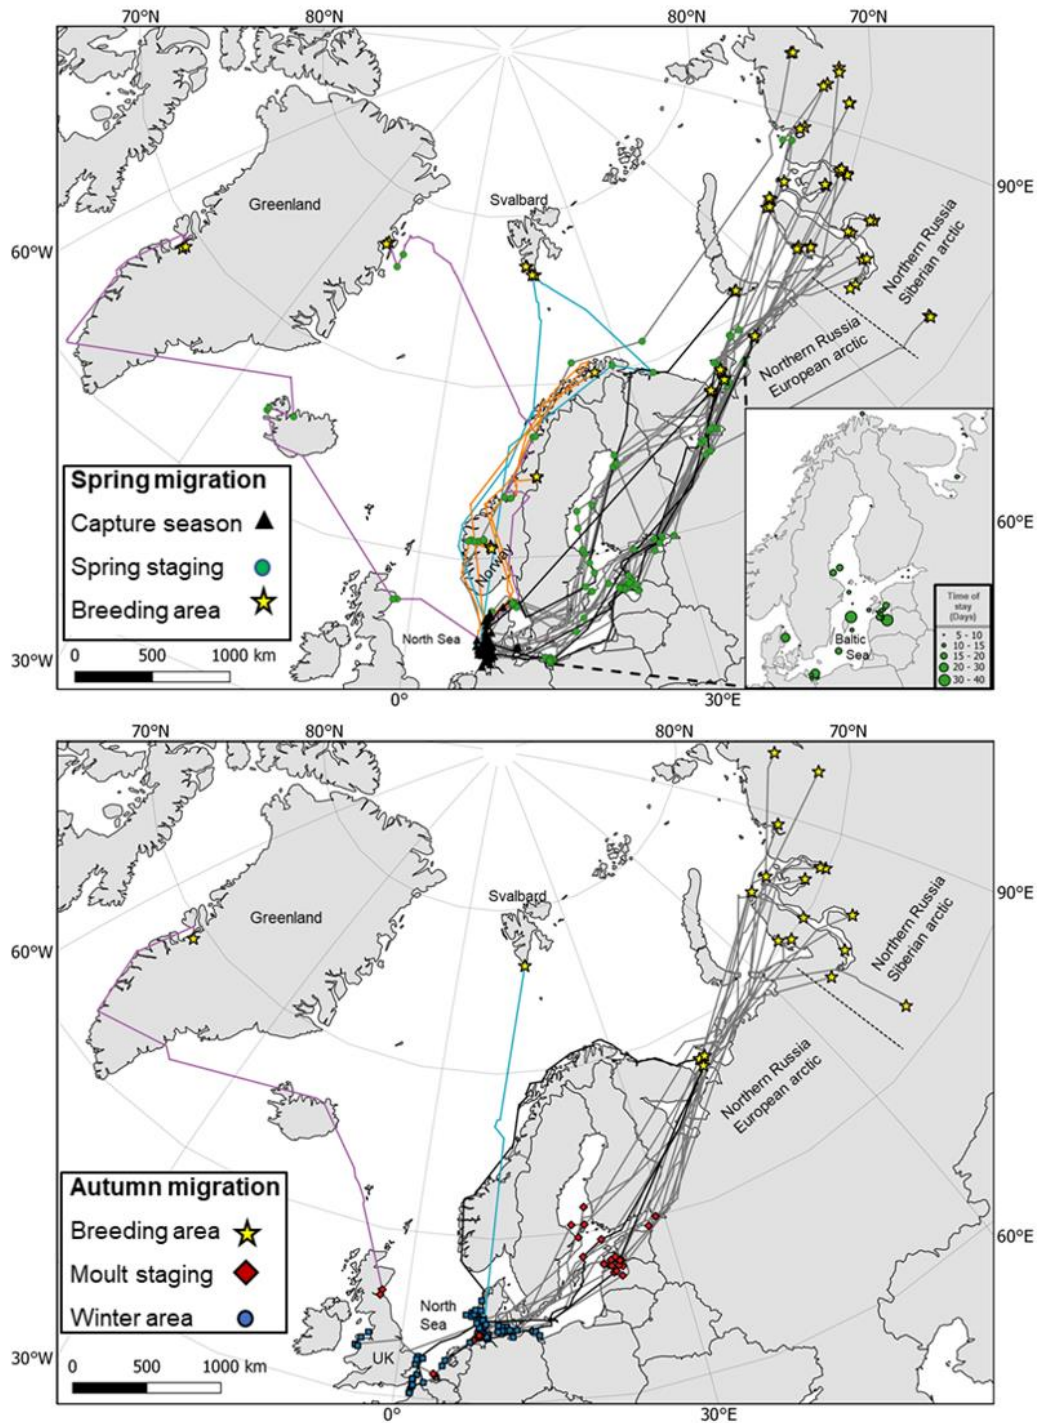 70°N
80°N
80°N
70°N
Greenland
Svalbard
90°E
60°W
Northern Russia
Siberian arctic
Northern Russia
European arctic
Norway
60°E
Spring migration
Capture season
Spring staging
Breeding area
North Sea
Baltic
Sea
Time of
stay
(Days)
5 - 10
10 - 15
15 - 20
20 - 30
30 - 40
0
500
1000 km
30°W
0°
30°E
70°N
80°N
80°N
70°N
Greenland
Svalbard
90°E
60°W
Northern Russia
Siberian arctic
Northern Russia
European arctic
60°E
Autumn migration
Breeding area
Moult staging
Winter area
North
Sea
UK
0
500
1000 km
30°W
0°
30°E